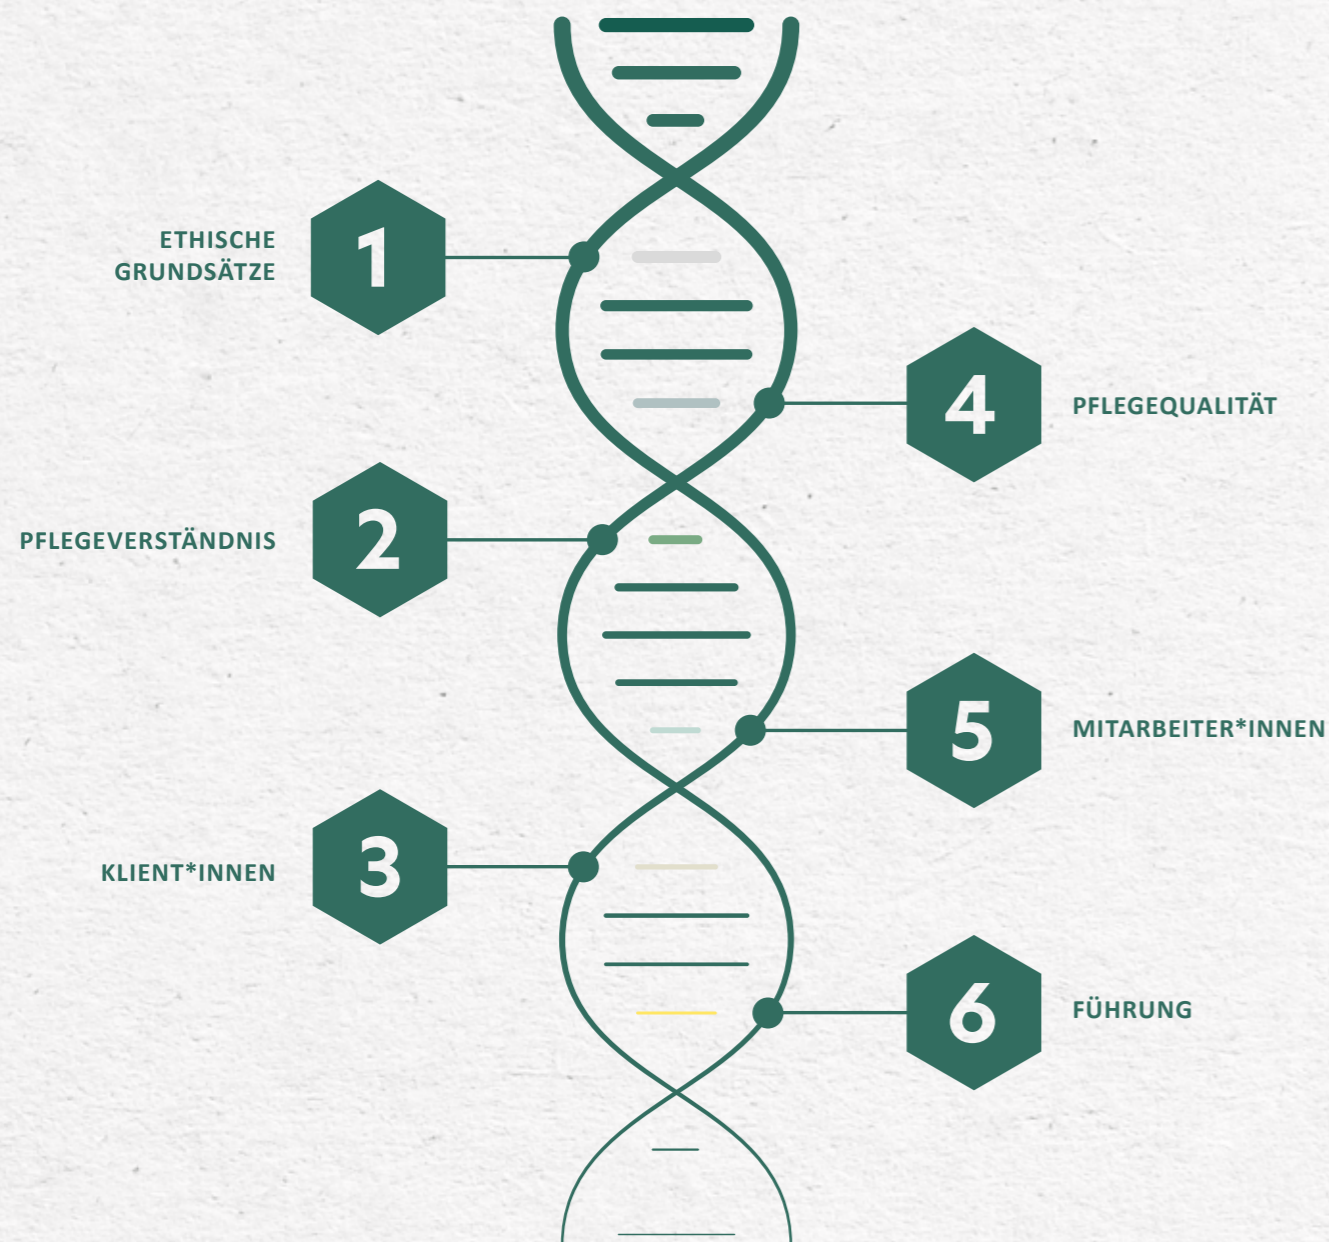 1
ETHISCHE
GRUNDSÄTZE
2
PFLEGEVERSTÄNDNIS
3
KLIENT*INNEN
4
PFLEGEQUALITÄT
5
MITARBEITER*INNEN
6
FÜHRUNG